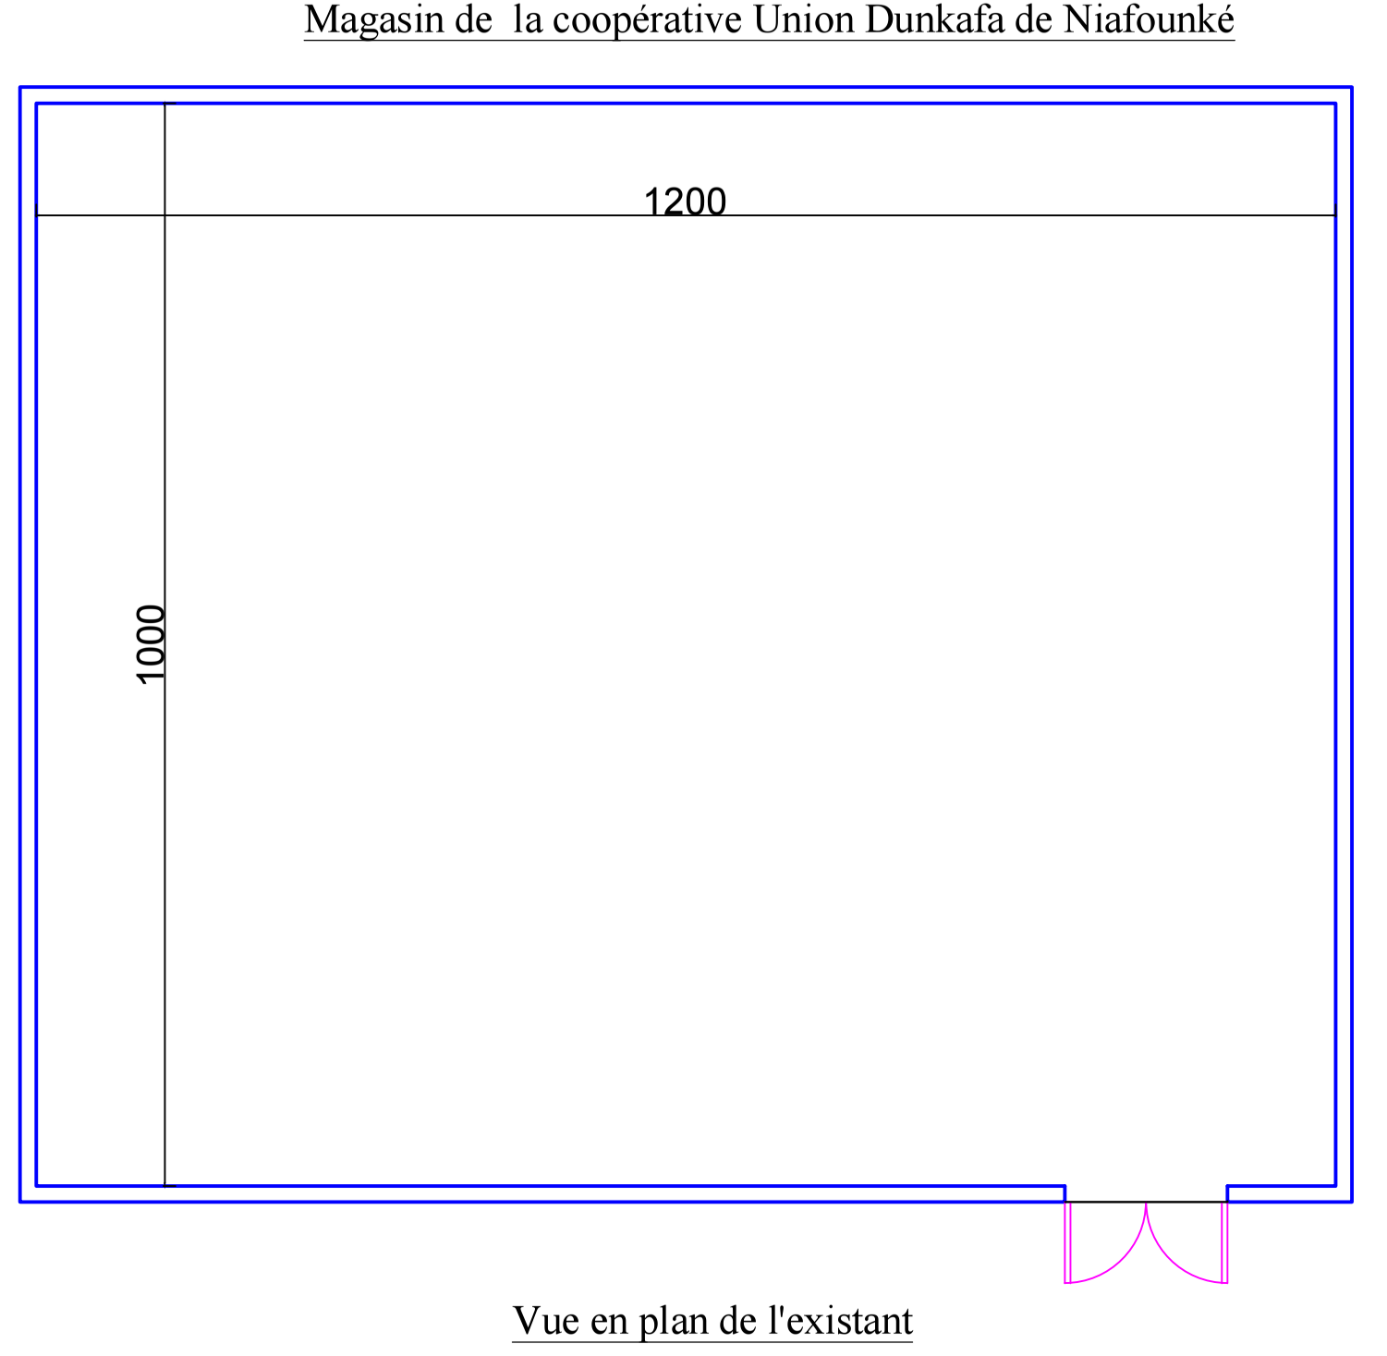 Magasin de  la coopérative Union Dunkafa de Niafounké
1200
1000
Vue en plan de l'existant